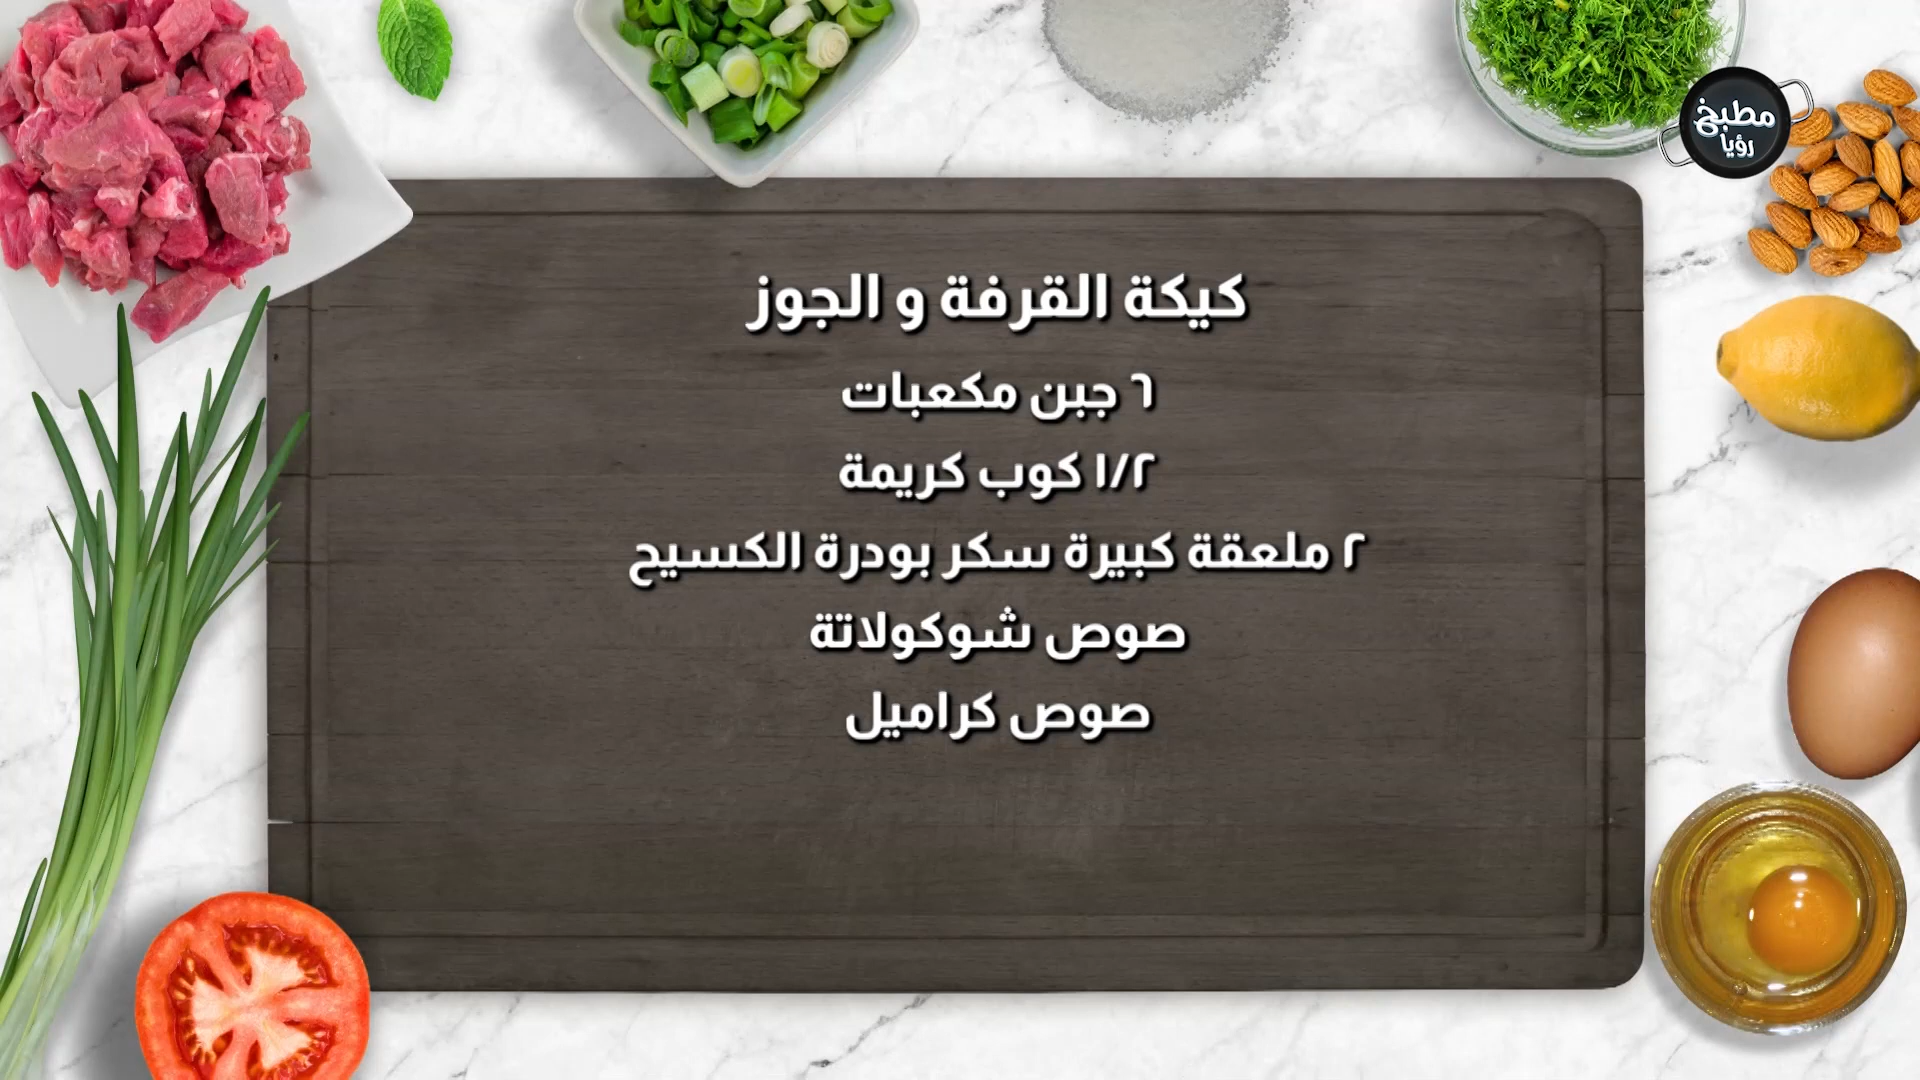 مطبخ
رؤيا
كيكة القرفة و الجوز
٦ جبن مكعبات
١/٢ كوب كريمة
٢ ملعقة كبيرة سكر بودرة الكسيح
صوص شوكولاتة
صوص كراميل